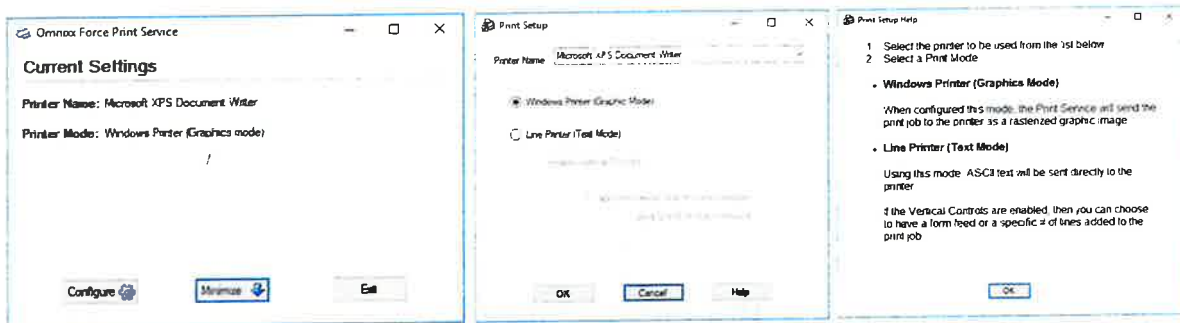 Omnixx Force Print Service
Current Settings
Printer Name: Microsoft XPS Document Writer
Printer Mode: Windows Printer (Graphics mode)
Configure
Minimize
Exit
Print Setup
Printer Name
Microsoft XPS Document Writer
Windows Printer (Graphic Mode)
Line Printer (Text Mode)
OK
Cancel
Help
Print Setup Help
1 Select the printer to be used from the list below
2 Select a Print Mode
• Windows Printer (Graphics Mode)
When configured this mode, the Print Service will send the
print job to the printer as a rasterized graphic image
• Line Printer (Text Mode)
Using this mode ASCII text will be sent directly to the
printer
If the Vertical Controls are enabled, then you can choose
to have a form feed or a specific # of lines added to the
print job
OK